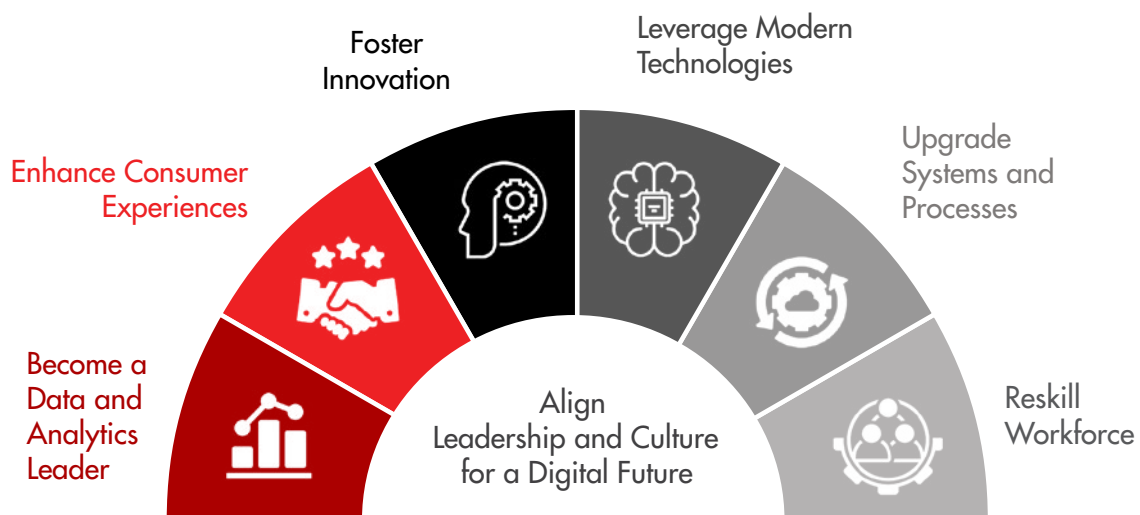 Foster
Innovation
Leverage Modern
Technologies
Enhance Consumer
Experiences
Upgrade
Systems and
Processes
Become a
Data and
Analytics
Leader
Align
Leadership and Culture
for a Digital Future
Reskill
Workforce